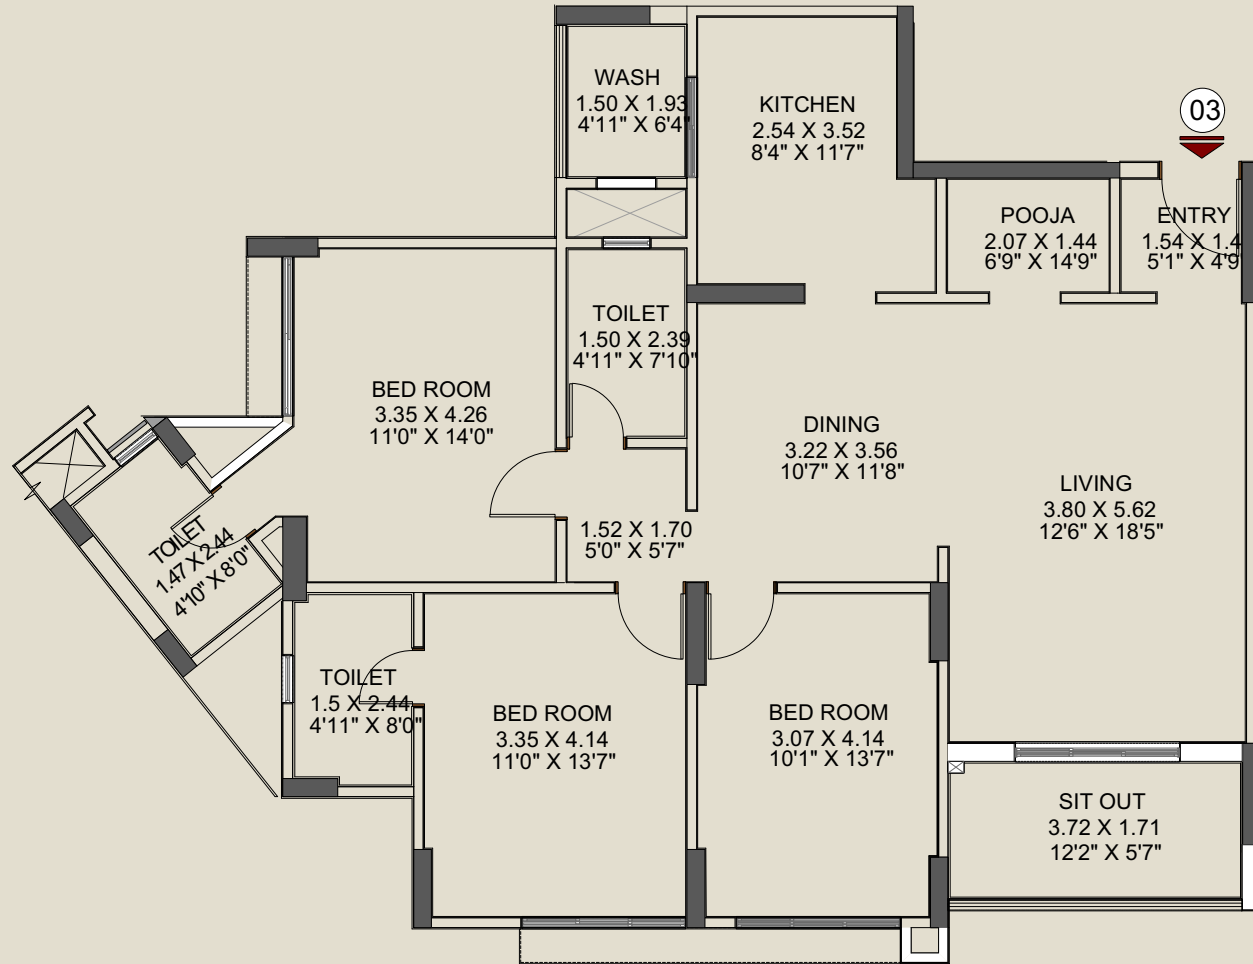 WASH
1.50 X 1.93
4'11" X 6'4"
KITCHEN
2.54 X 3.52
8'4" X 11'7"
03
POOJA
2.07 X 1.44
6'9" X 14'9"
ENTRY
1.54 X 1.4
5'1" X 4'9"
TOILET
1.50 X 2.39
4'11" X 7'10"
BED ROOM
3.35 X 4.26
11'0" X 14'0"
DINING
3.22 X 3.56
10'7" X 11'8"
LIVING
3.80 X 5.62
12'6" X 18'5"
1.52 X 1.70
5'0" X 5'7"
TOILET
1.47 X 2.44
4'10" X 8'0"
TOILET
1.5 X 2.44
4'11" X 8'0"
BED ROOM
3.35 X 4.14
11'0" X 13'7"
BED ROOM
3.07 X 4.14
10'1" X 13'7"
SIT OUT
3.72 X 1.71
12'2" X 5'7"